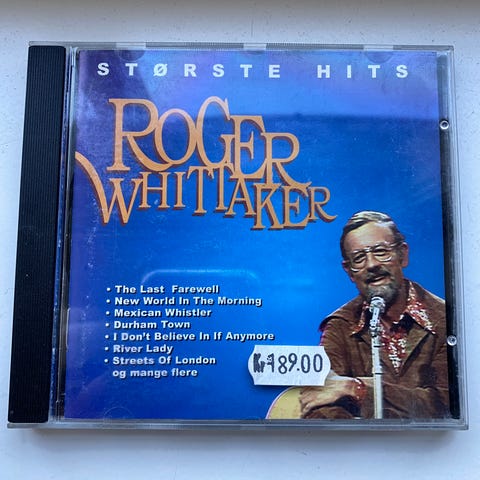 STØRSTE HITS
ROGER
WHITTAKER
• The Last Farewell
• New World In The Morning
• Mexican Whistler
• Durham Town
• I Don't Believe In If Anymore
• River Lady
• Streets Of London
og mange flere
Kr 189.00